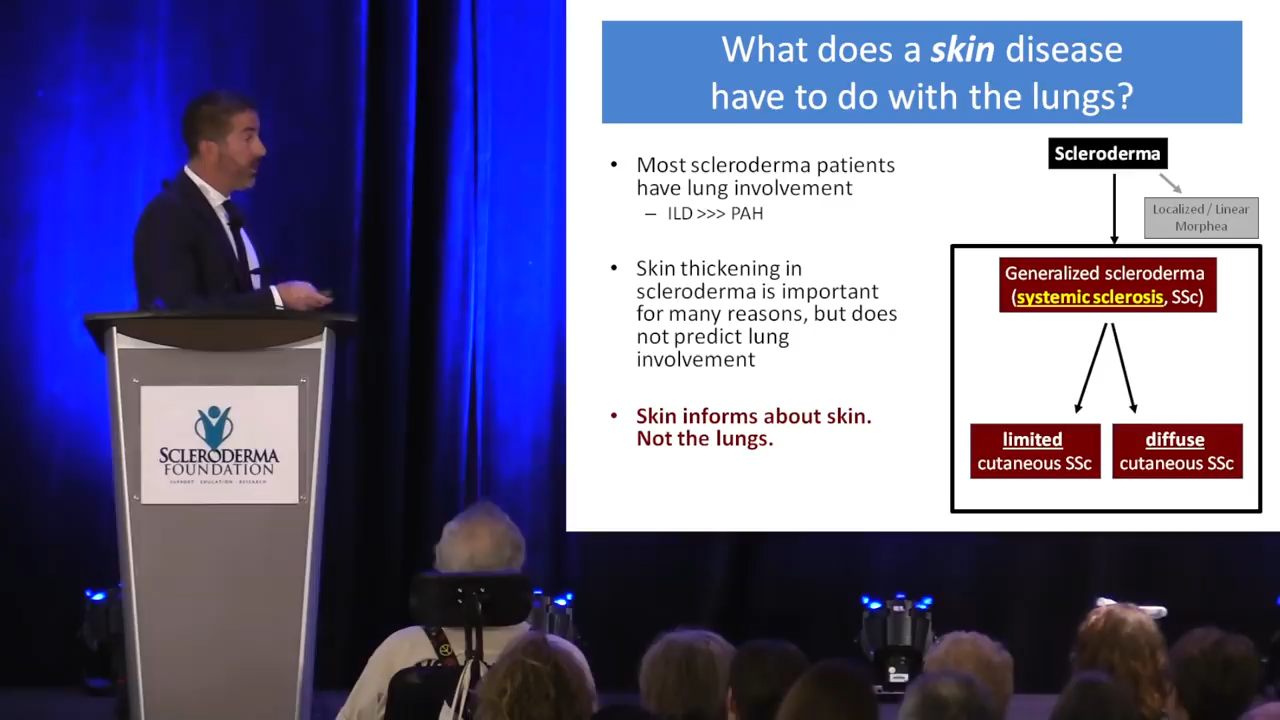 What does a skin disease
have to do with the lungs?
• Most scleroderma patients
have lung involvement
– ILD >>> PAH
• Skin thickening in
scleroderma is important
for many reasons, but does
not predict lung
involvement
• Skin informs about skin.
Not the lungs.
Scleroderma
Localized / Linear
Morphea
Generalized scleroderma
(systemic sclerosis, SSc)
limited
cutaneous SSc
diffuse
cutaneous SSc
SCLERODERMA
FOUNDATION
SUPPORT · EDUCATION · RESEARCH